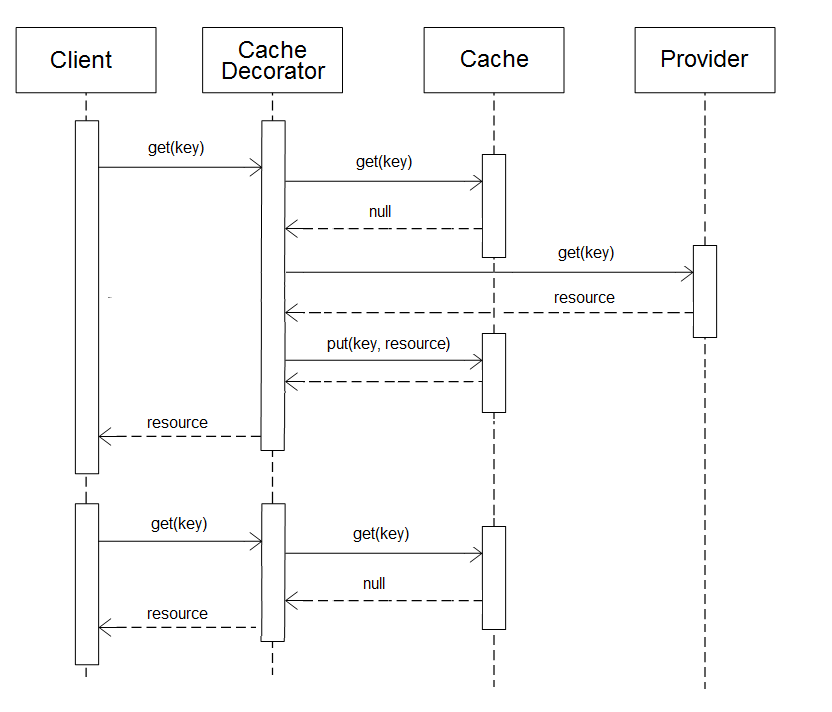 Client
Cache
Decorator
Cache
Provider
get(key)
get(key)
null
get(key)
resource
put(key, resource)
resource
get(key)
get(key)
null
resource